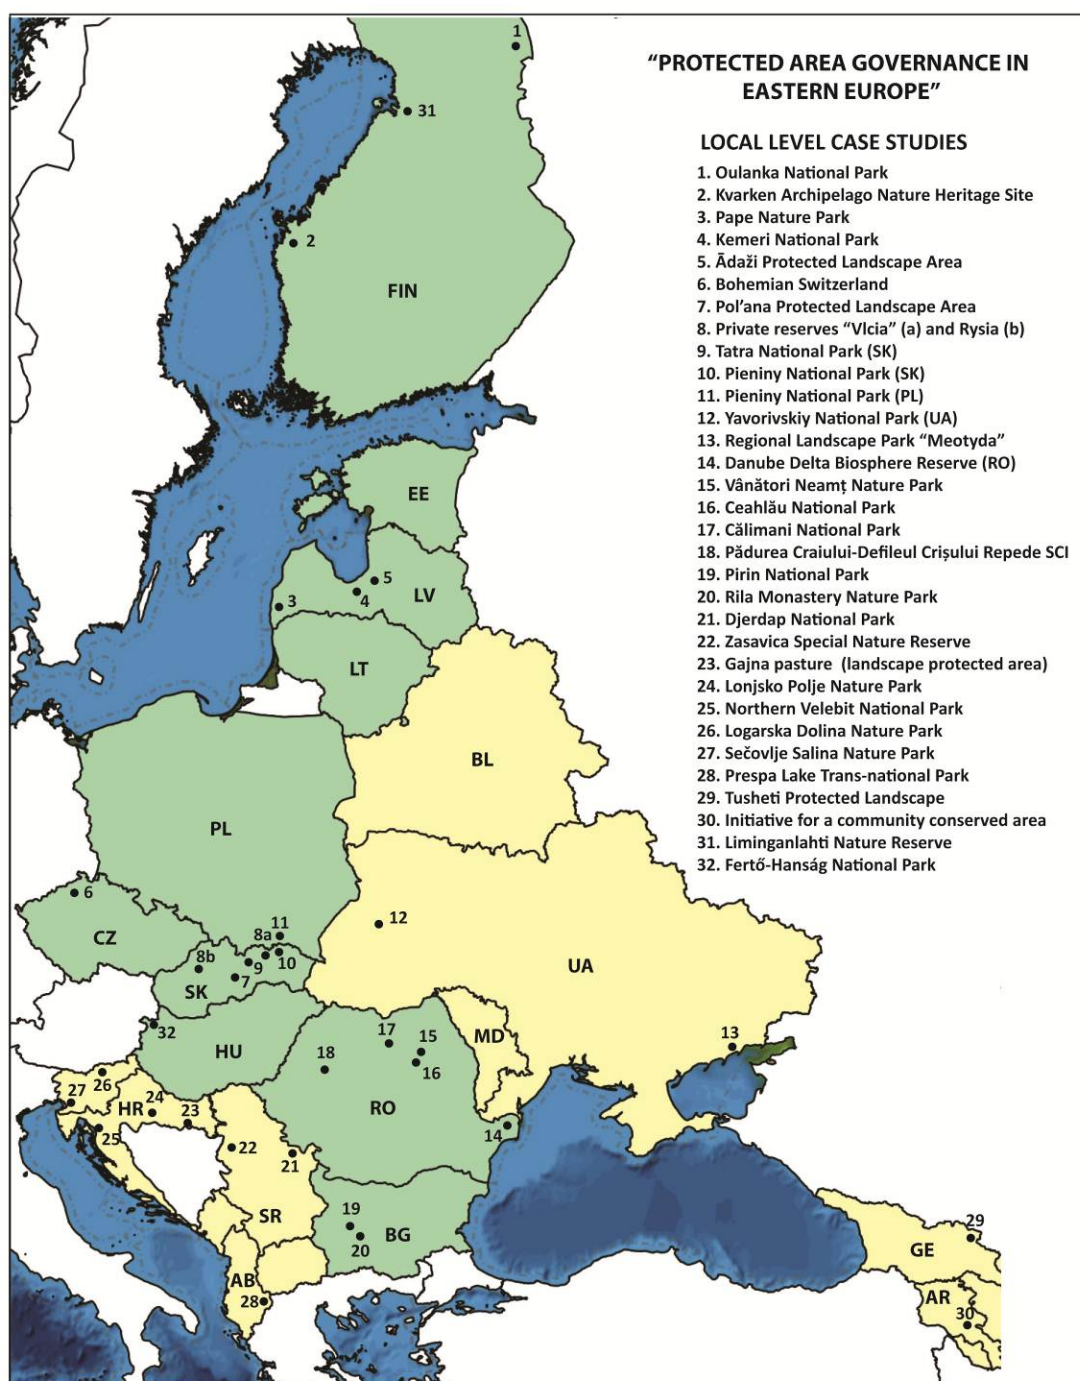 “PROTECTED AREA GOVERNANCE IN
EASTERN EUROPE”
LOCAL LEVEL CASE STUDIES
1. Oulanka National Park
2. Kvarken Archipelago Nature Heritage Site
3. Pape Nature Park
4. Kemeri National Park
5. Ādaži Protected Landscape Area
6. Bohemian Switzerland
7. Pol’ana Protected Landscape Area
8. Private reserves “Vlcia” (a) and Rysia (b)
9. Tatra National Park (SK)
10. Pieniny National Park (SK)
11. Pieniny National Park (PL)
12. Yavorivskiy National Park (UA)
13. Regional Landscape Park “Meotyda”
14. Danube Delta Biosphere Reserve (RO)
15. Vânători Neamț Nature Park
16. Ceahlău National Park
17. Călimani National Park
18. Pădurea Craiului-Defileul Crișului Repede SCI
19. Pirin National Park
20. Rila Monastery Nature Park
21. Djerdap National Park
22. Zasavica Special Nature Reserve
23. Gajna pasture (landscape protected area)
24. Lonjsko Polje Nature Park
25. Northern Velebit National Park
26. Logarska Dolina Nature Park
27. Sečovlje Salina Nature Park
28. Prespa Lake Trans-national Park
29. Tusheti Protected Landscape
30. Initiative for a community conserved area
31. Liminganlahti Nature Reserve
32. Fertő-Hanság National Park
1
31
2
FIN
EE
5
4
3
LV
LT
BL
PL
6
CZ
11
8a
12
8b
9
10
7
SK
UA
32
HU
17
15
16
18
MD
13
RO
26
27
HR
24
23
25
14
22
21
SR
19
20
BG
29
GE
AB
28
AR
30